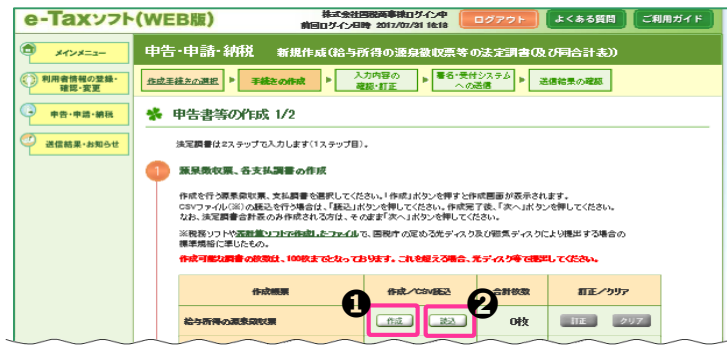 e-Taxソフト(WEB版)
株式会社国税商事様ログイン中
前回ログイン日時 2017/07/31 16:18
ログアウト
よくある質問
ご利用ガイド
メインメニュー
利用者情報の登録・
確認・変更
申告・申請・納税
送信結果・お知らせ
申告・申請・納税 新規作成(給与所得の源泉徴収票等の法定調書(及び同合計表))
作成手続きの選択
手続きの作成
入力内容の
確認・訂正
署名・受付システム
への送信
送信結果の確認
申告書等の作成 1/2
法定調書は2ステップで入力します(1ステップ目)。
1 源泉徴収票、各支払調書の作成
作成を行う源泉徴収票、支払調書を選択してください。「作成」ボタンを押すと作成画面が表示されます。
CSVファイル(※)の読込を行う場合は、「読込」ボタンを押してください。作成完了後、「次へ」ボタンを押してください。
なお、法定調書合計表のみ作成される方は、そのまま「次へ」ボタンを押してください。
※税務ソフトや表計算ソフトで作成したファイルで、国税庁の定める光ディスク及び磁気ディスクにより提出する場合の
標準規格に準じたもの。
作成可能な調書の枚数は、100枚までとなっております。これを超える場合、光ディスク等で提出してください。
作成帳票
作成/CSV読込
合計枚数
訂正/クリア
❶
❷
給与所得の源泉徴収票
作成
読込
0枚
訂正
クリア